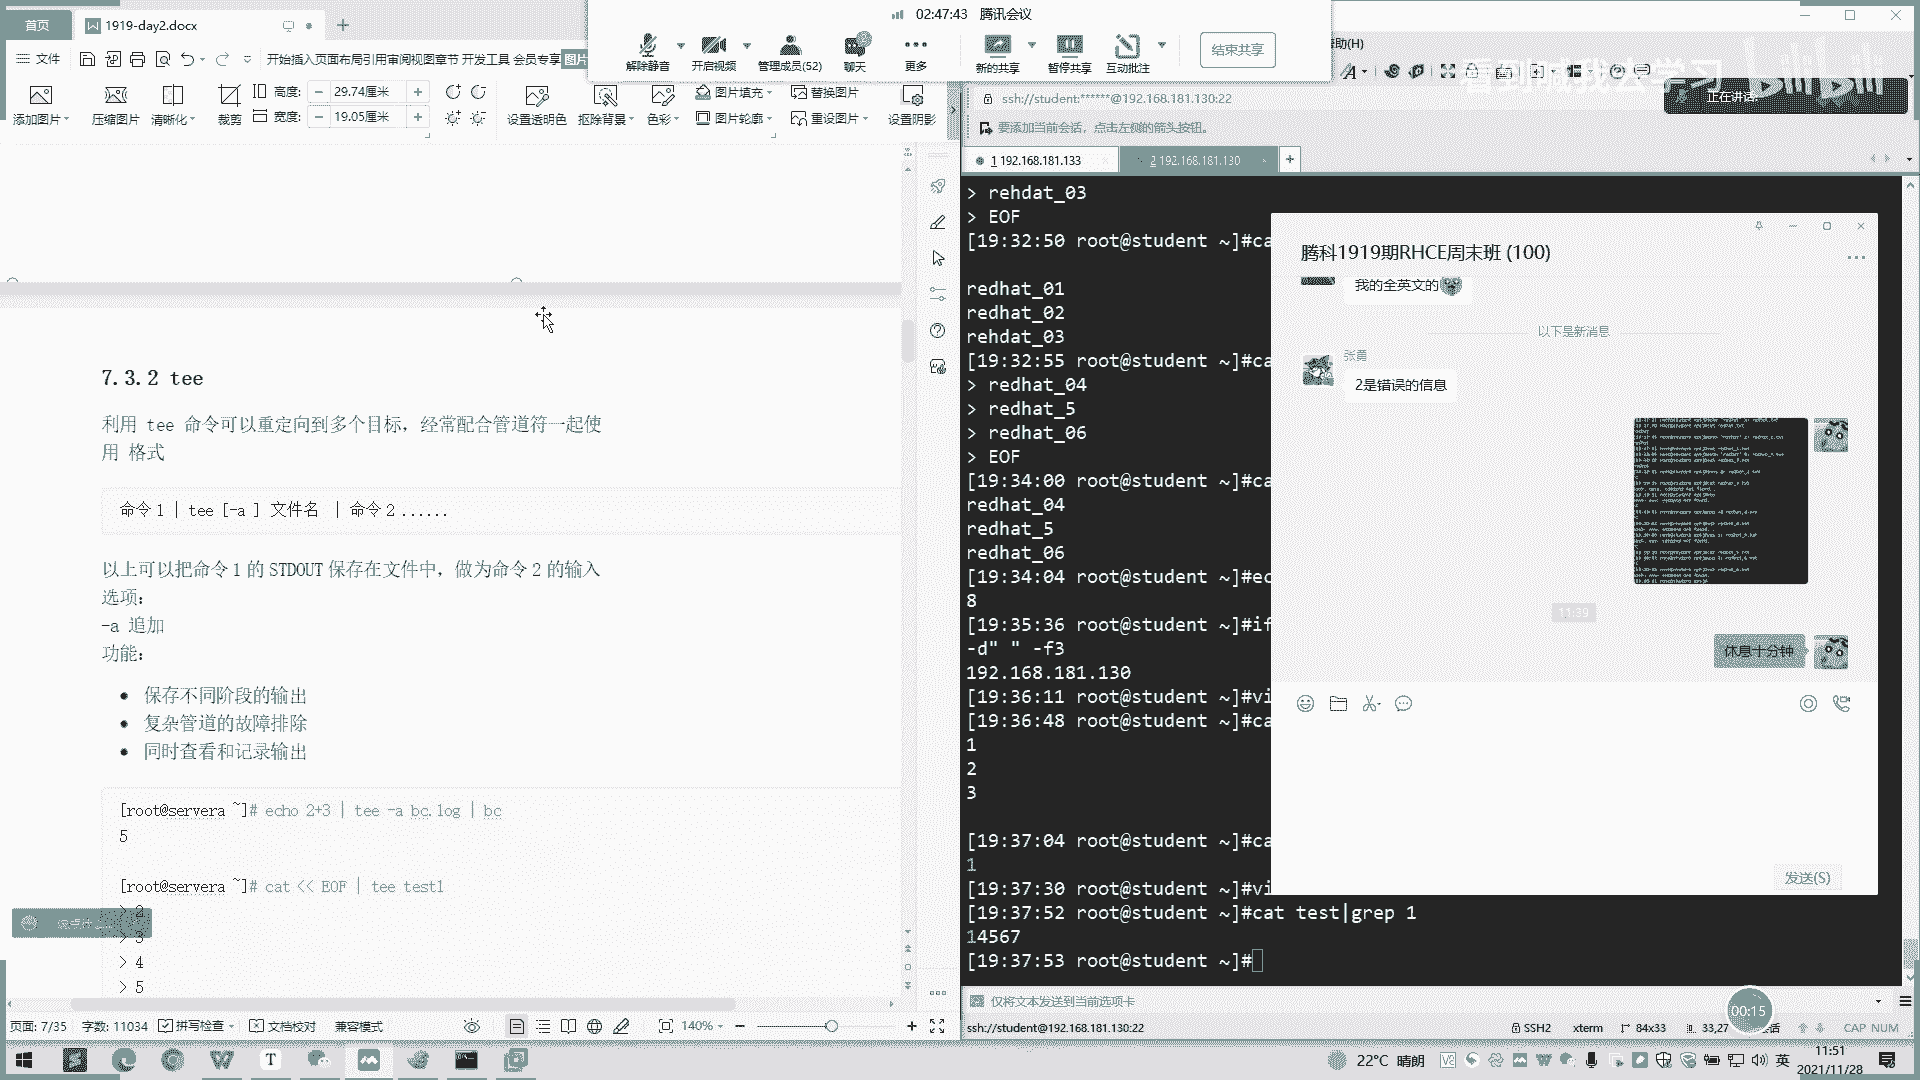 首页
1919-day2.docx
文件
开始 插入 页面布局 引用 审阅 视图 章节 开发工具 会员专享 图片
添加图片
压缩图片
清晰化
裁剪
高度: 29.74厘米
宽度: 19.05厘米
设置透明色
抠除背景
色彩
图片填充
图片轮廓
替换图片
重设图片
设置阴影
02:47:43 腾讯会议
解除静音
开启视频
管理成员(52)
聊天
更多
新的共享
暂停共享
互动批注
结束共享
帮助(H)
看到喊我去学习
bilibili
正在讲话:
ssh://student:******@192.168.181.130:22
要添加当前会话，点击左侧的箭头按钮。
1 192.168.181.133
2 192.168.181.130
7.3.2 tee
利用 tee 命令可以重定向到多个目标，经常配合管道符一起使
用 格式
命令1 | tee [-a ] 文件名 | 命令2......
以上可以把命令1的STDOUT保存在文件中，做为命令2的输入
选项:
-a 追加
功能:
保存不同阶段的输出
复杂管道的故障排除
同时查看和记录输出
[root@servera ~]# echo 2+3 | tee -a bc.log | bc
5
[root@servera ~]# cat << EOF | tee test1
> 2
> 3
> 4
> 5
> rehdat_03
> EOF
[19:32:50 root@student ~]#ca
redhat_01
redhat_02
rehdat_03
[19:32:55 root@student ~]#ca
> redhat_04
> redhat_5
> redhat_06
> EOF
[19:34:00 root@student ~]#ca
redhat_04
redhat_5
redhat_06
[19:34:04 root@student ~]#ec
8
[19:35:36 root@student ~]#if
-d" " -f3
192.168.181.130
[19:36:11 root@student ~]#vi
[19:36:48 root@student ~]#ca
1
2
3
[19:37:04 root@student ~]#ca
1
[19:37:30 root@student ~]#vi
[19:37:52 root@student ~]#cat test|grep 1
14567
[19:37:53 root@student ~]#
腾科1919期RHCE周末班 (100)
我的全英文的
以下是新消息
张勇
2是错误的信息
11:39
休息十分钟
发送(S)
仅将文本发送到当前选项卡
00:15
页面: 7/35
字数: 11034
拼写检查
文档校对
兼容模式
140%
ssh://student@192.168.181.130:22
SSH2
xterm
84x33
33,27
CAP NUM
22°C 晴朗
英
11:51
2021/11/28